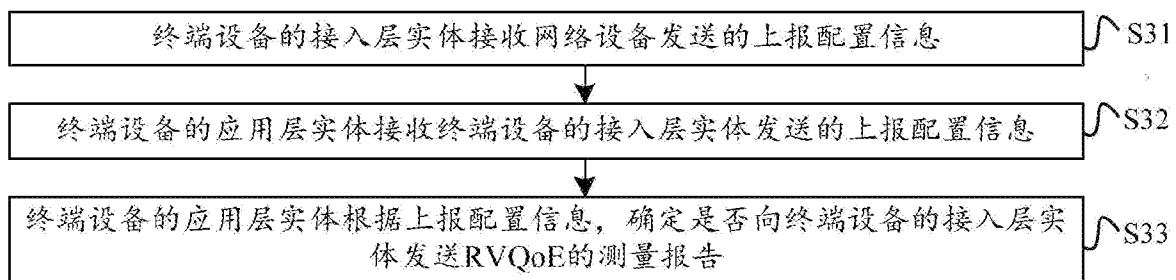 终端设备的接入层实体接收网络设备发送的上报配置信息
S31
终端设备的应用层实体接收终端设备的接入层实体发送的上报配置信息
S32
终端设备的应用层实体根据上报配置信息，确定是否向终端设备的接入层实
体发送RVQoE的测量报告
S33